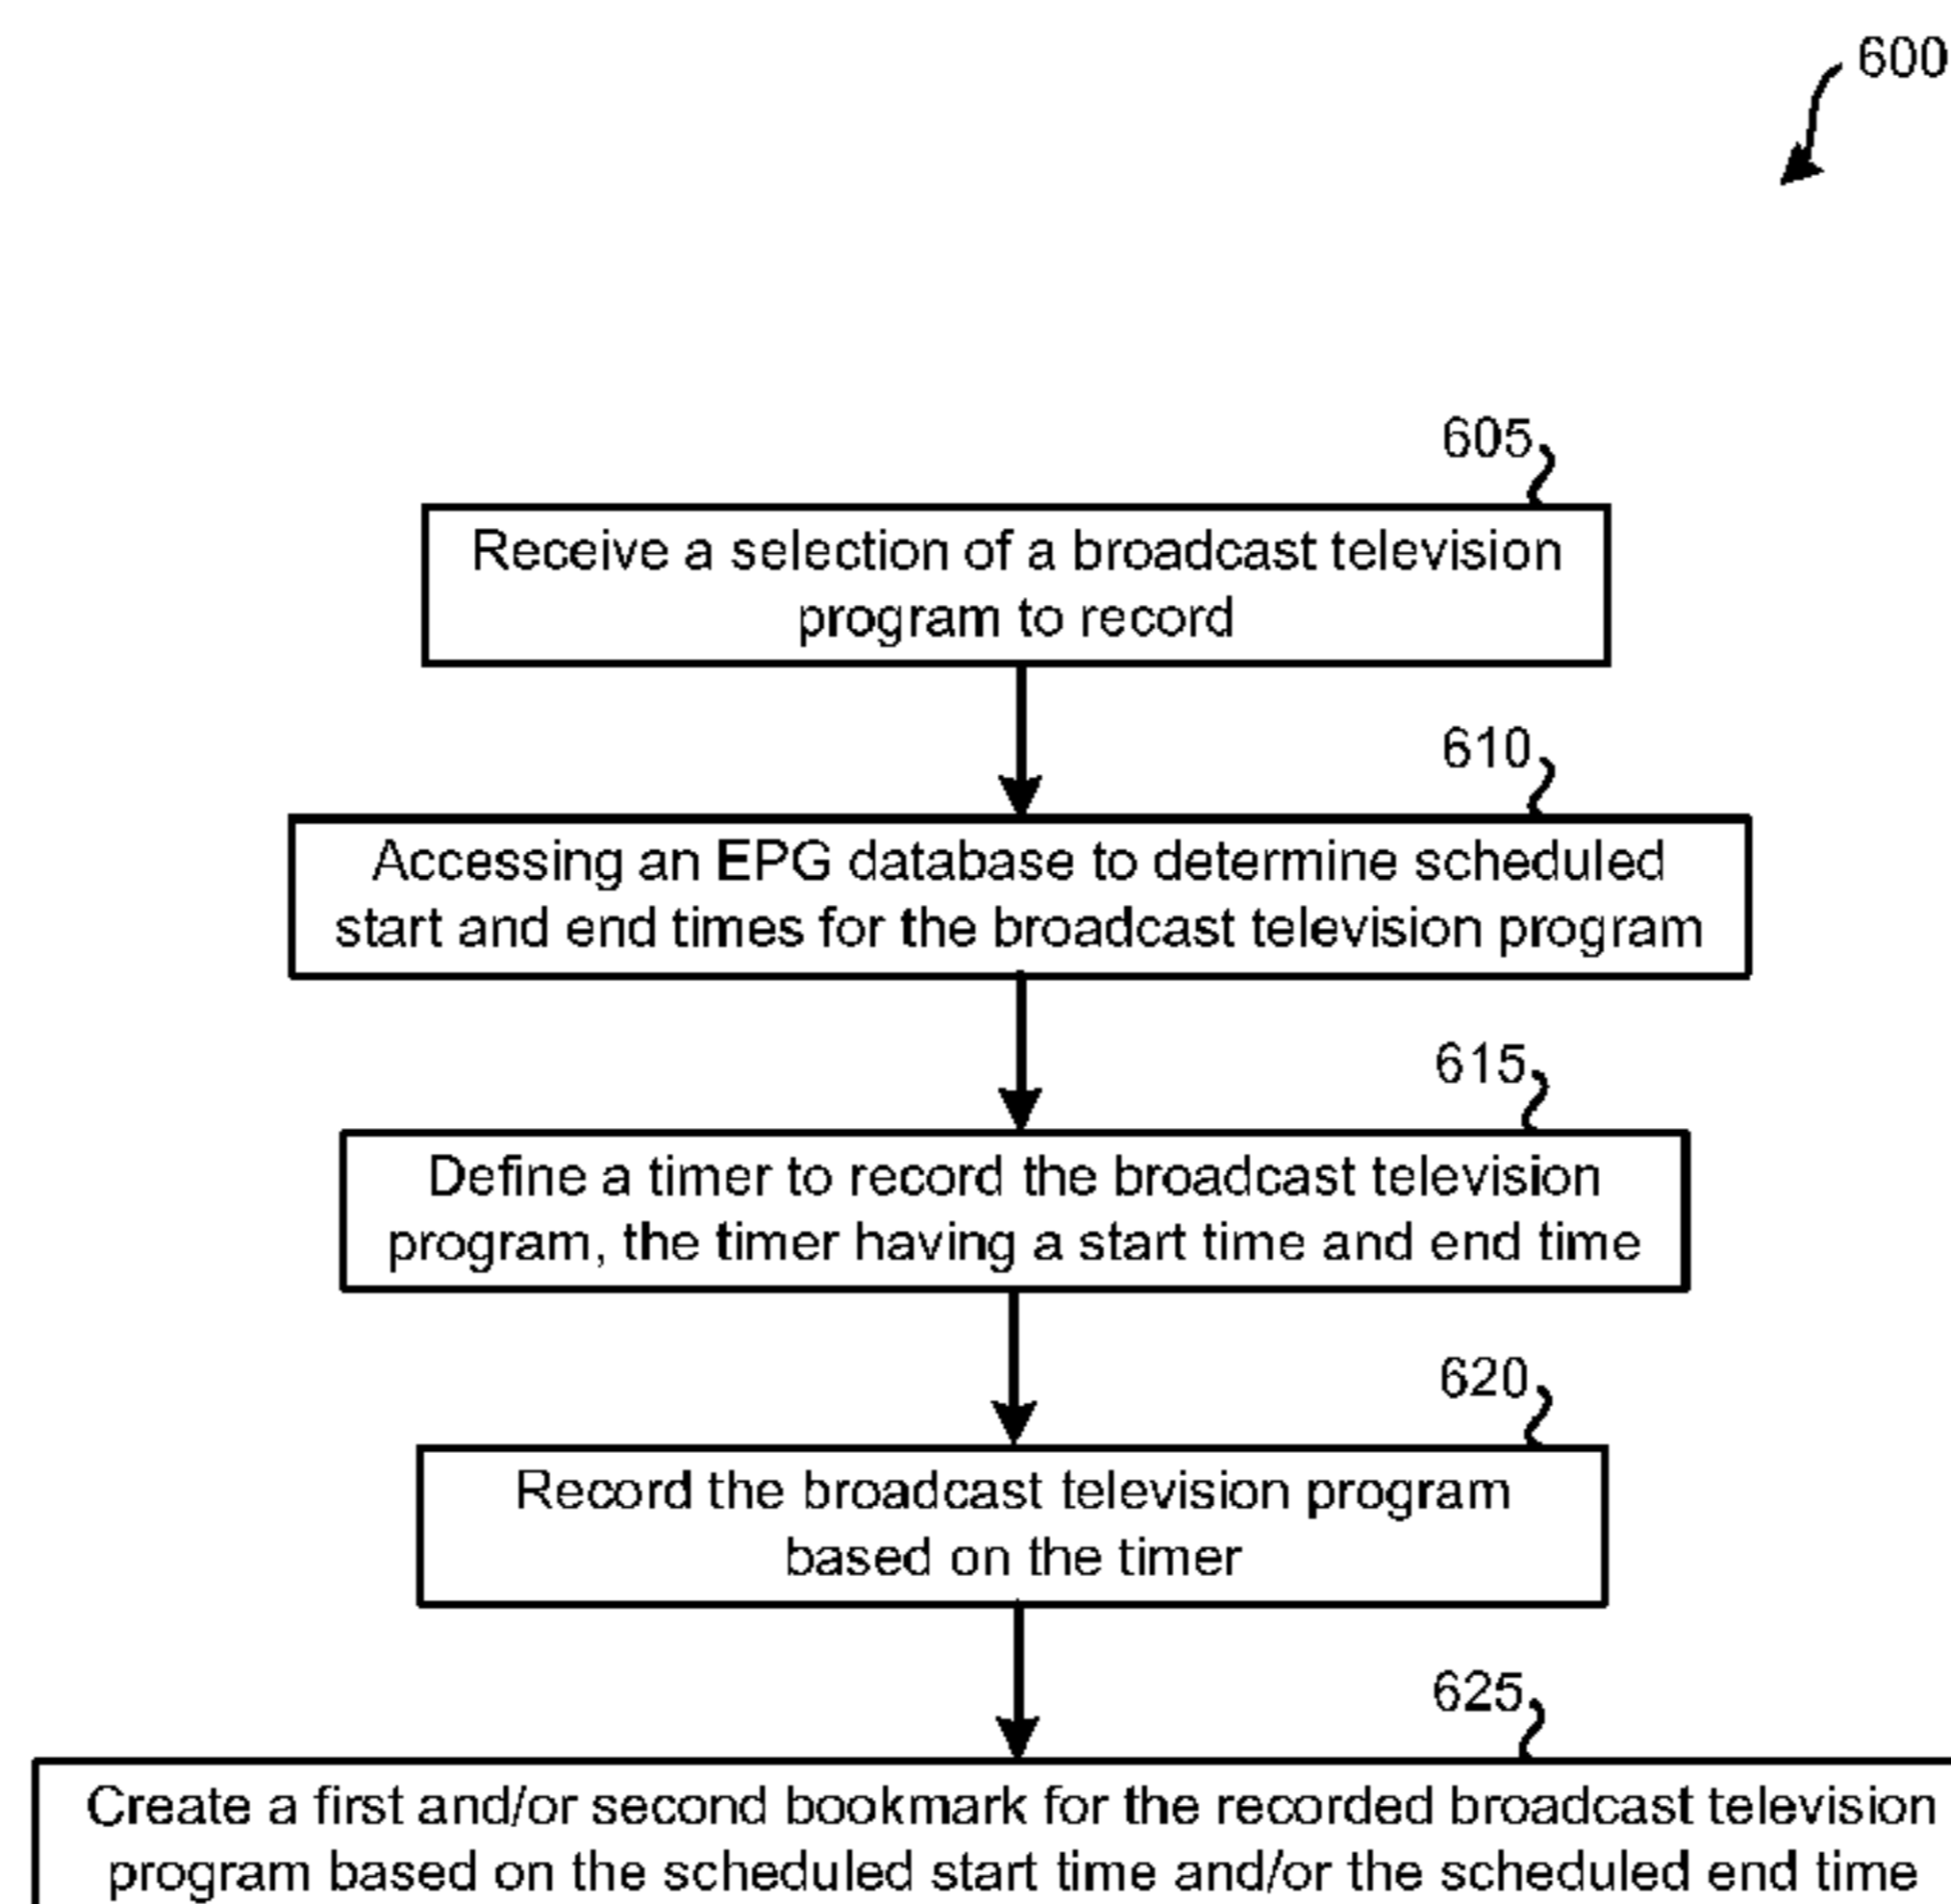 600
605
Receive a selection of a broadcast television
program to record
610
Accessing an EPG database to determine scheduled
start and end times for the broadcast television program
615
Define a timer to record the broadcast television
program, the timer having a start time and end time
620
Record the broadcast television program
based on the timer
625
Create a first and/or second bookmark for the recorded broadcast television
program based on the scheduled start time and/or the scheduled end time